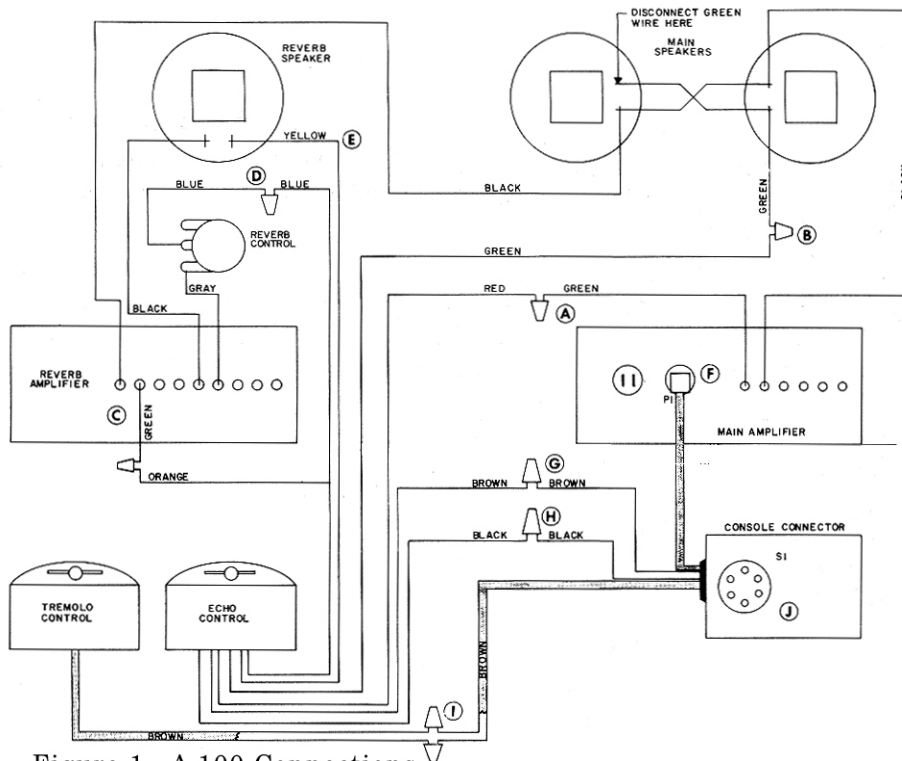 DISCONNECT GREEN
WIRE HERE
MAIN
SPEAKERS
REVERB
SPEAKER
YELLOW
E
D
BLUE
BLUE
BLACK
GREEN
BLACK
B
REVERB
CONTROL
GREEN
GRAY
RED
GREEN
A
BLACK
REVERB
AMPLIFIER
F
P1
C
GREEN
MAIN AMPLIFIER
ORANGE
G
BROWN
BROWN
H
BLACK
BLACK
CONSOLE CONNECTOR
S1
J
TREMOLO
CONTROL
ECHO
CONTROL
BROWN
I
BROWN
Figure 1. A-100 Connections